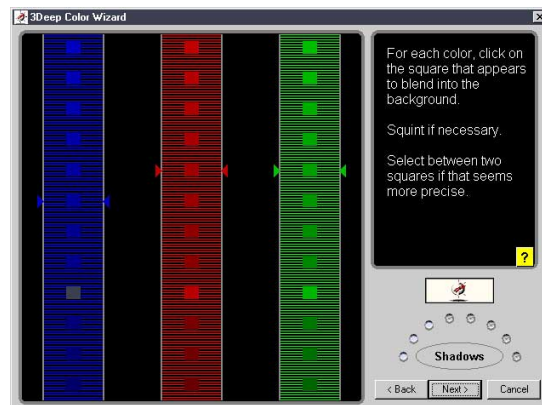 3Deep Color Wizard
For each color, click on
the square that appears
to blend into the
background.
Squint if necessary.
Select between two
squares if that seems
more precise.
?
Shadows
< Back
Next >
Cancel